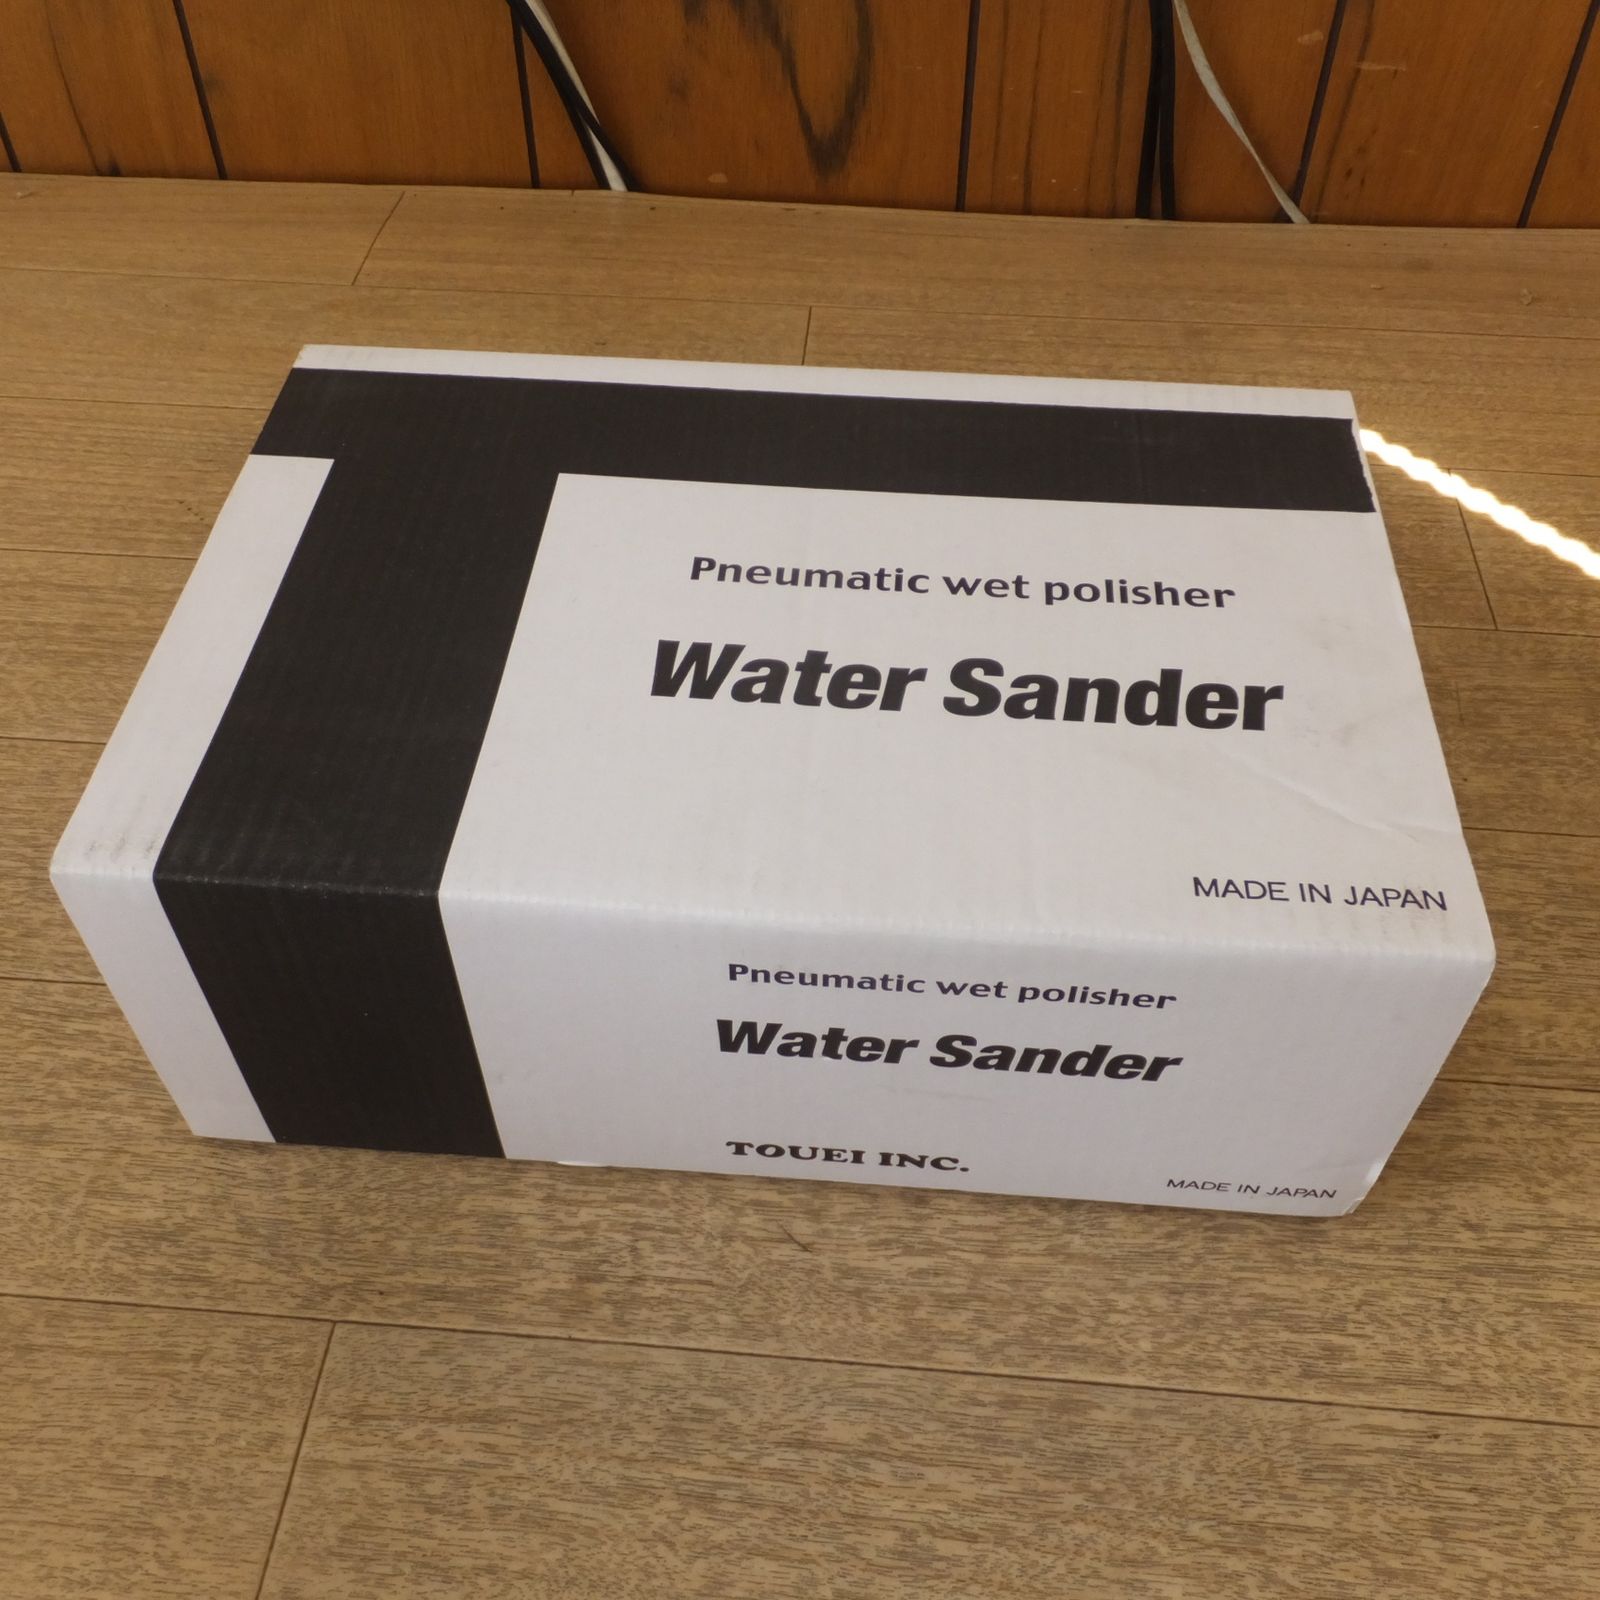 Pneumatic wet polisher
Water Sander
MADE IN JAPAN
Pneumatic wet polisher
Water Sander
TOUEI INC.
MADE IN JAPAN